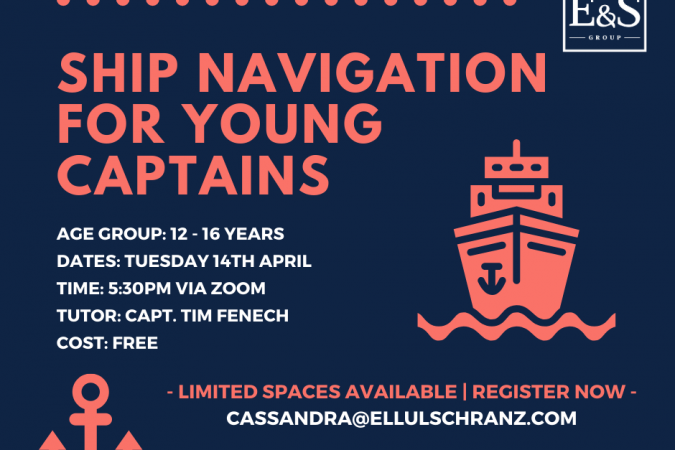 E&S
GROUP
SHIP NAVIGATION
FOR YOUNG
CAPTAINS
AGE GROUP: 12 - 16 YEARS
DATES: TUESDAY 14TH APRIL
TIME: 5:30PM VIA ZOOM
TUTOR: CAPT. TIM FENECH
COST: FREE
- LIMITED SPACES AVAILABLE | REGISTER NOW -
CASSANDRA@ELLULSCHRANZ.COM